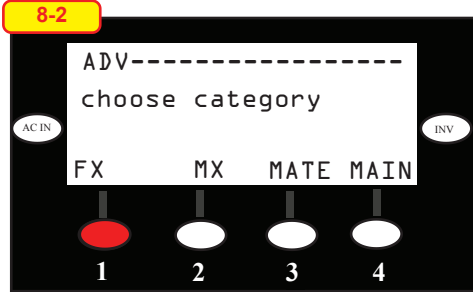 8-2
ADV-----------------
choose category
AC IN
INV
FX MX MATE MAIN
1 2 3 4